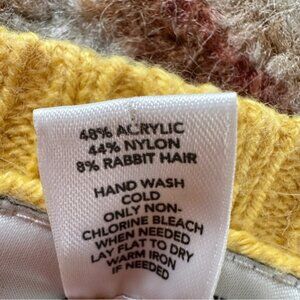 48% ACRYLIC
44% NYLON
8% RABBIT HAIR
HAND WASH
COLD
ONLY NON-
CHLORINE BLEACH
WHEN NEEDED
LAY FLAT TO DRY
WARM IRON
IF NEEDED